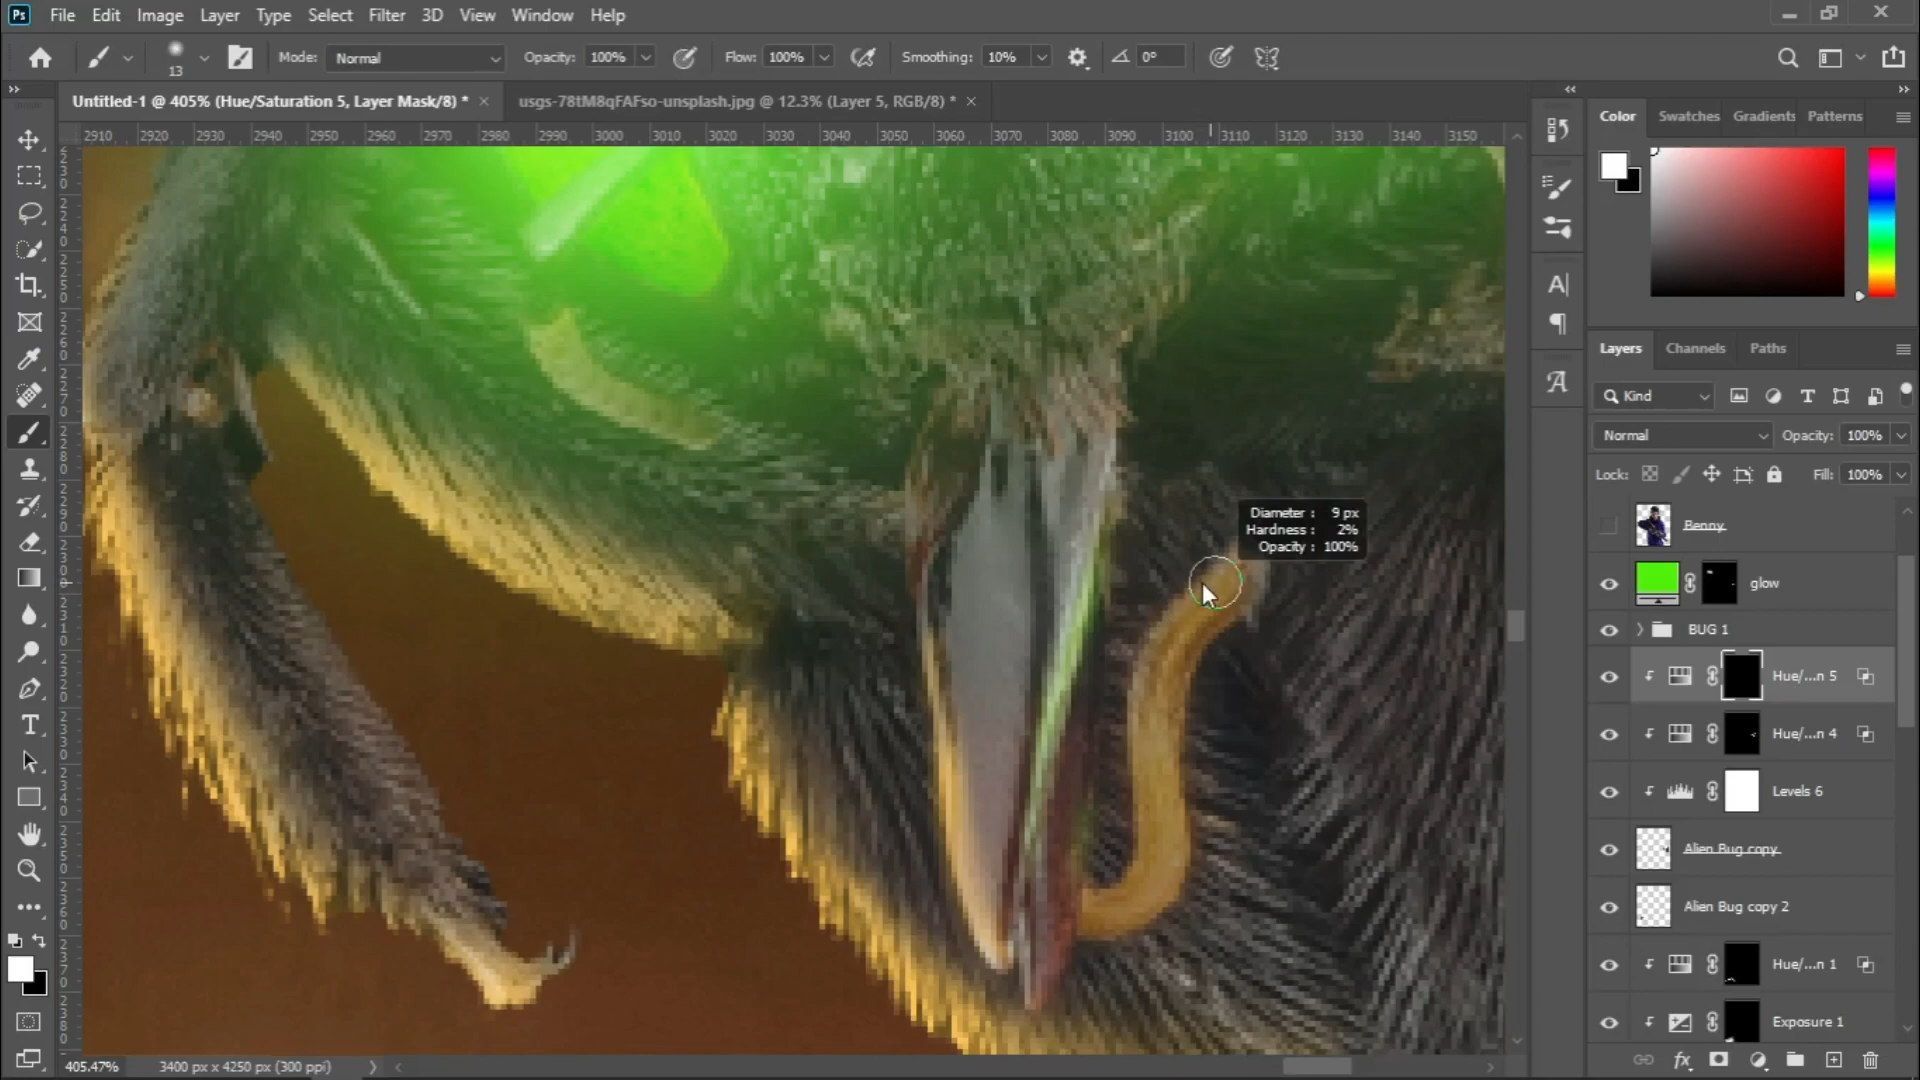 Ps File Edit Image Layer Type Select Filter 3D View Window Help
13 Mode: Normal Opacity: 100% Flow: 100% Smoothing: 10% 0°
Untitled-1 @ 405% (Hue/Saturation 5, Layer Mask/8) * × usgs-78tM8qFAFso-unsplash.jpg @ 12.3% (Layer 5, RGB/8) * ×
2910 2920 2930 2940 2950 2960 2970 2980 2990 3000 3010 3020 3030 3040 3050 3060 3070 3080 3090 3100 3110 3120 3130 3140 3150
Color Swatches Gradients Patterns
Layers Channels Paths
Kind
Normal Opacity: 100%
Lock: Fill: 100%
Benny
glow
BUG 1
Hue/...n 5
Hue/...n 4
Levels 6
Alien Bug copy
Alien Bug copy 2
Hue/...n 1
Exposure 1
Diameter : 9 px
Hardness : 2%
Opacity : 100%
405.47% 3400 px x 4250 px (300 ppi)